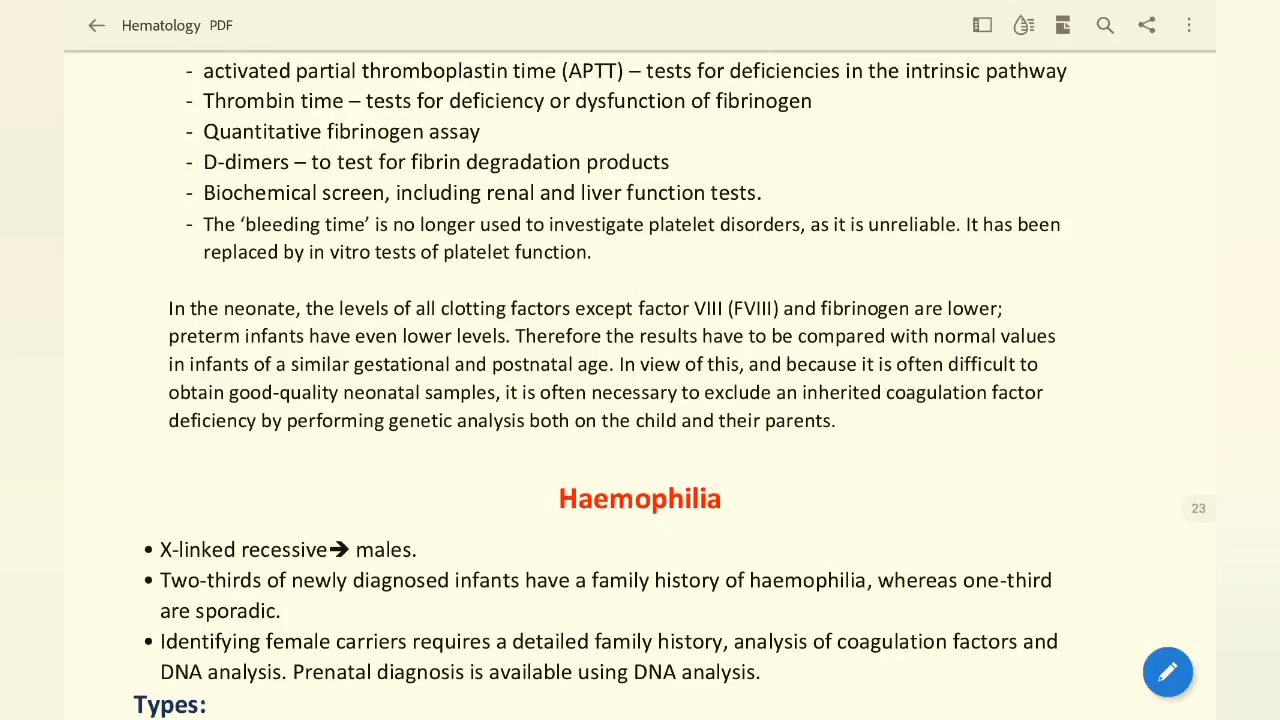 Hematology PDF
- activated partial thromboplastin time (APTT) – tests for deficiencies in the intrinsic pathway
- Thrombin time – tests for deficiency or dysfunction of fibrinogen
- Quantitative fibrinogen assay
- D-dimers – to test for fibrin degradation products
- Biochemical screen, including renal and liver function tests.
- The ‘bleeding time’ is no longer used to investigate platelet disorders, as it is unreliable. It has been
replaced by in vitro tests of platelet function.
In the neonate, the levels of all clotting factors except factor VIII (FVIII) and fibrinogen are lower;
preterm infants have even lower levels. Therefore the results have to be compared with normal values
in infants of a similar gestational and postnatal age. In view of this, and because it is often difficult to
obtain good-quality neonatal samples, it is often necessary to exclude an inherited coagulation factor
deficiency by performing genetic analysis both on the child and their parents.
Haemophilia
23
• X-linked recessive➔ males.
• Two-thirds of newly diagnosed infants have a family history of haemophilia, whereas one-third
are sporadic.
• Identifying female carriers requires a detailed family history, analysis of coagulation factors and
DNA analysis. Prenatal diagnosis is available using DNA analysis.
Types: